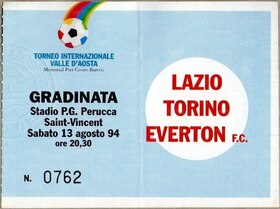 TORNEO INTERNAZIONALE
VALLE D'AOSTA
Memorial Pier Cesare Baretti
GRADINATA
Stadio P.G. Perucca
Saint-Vincent
Sabato 13 agosto 94
ore 20,30
N. 0762
LAZIO
TORINO
EVERTON F.C.